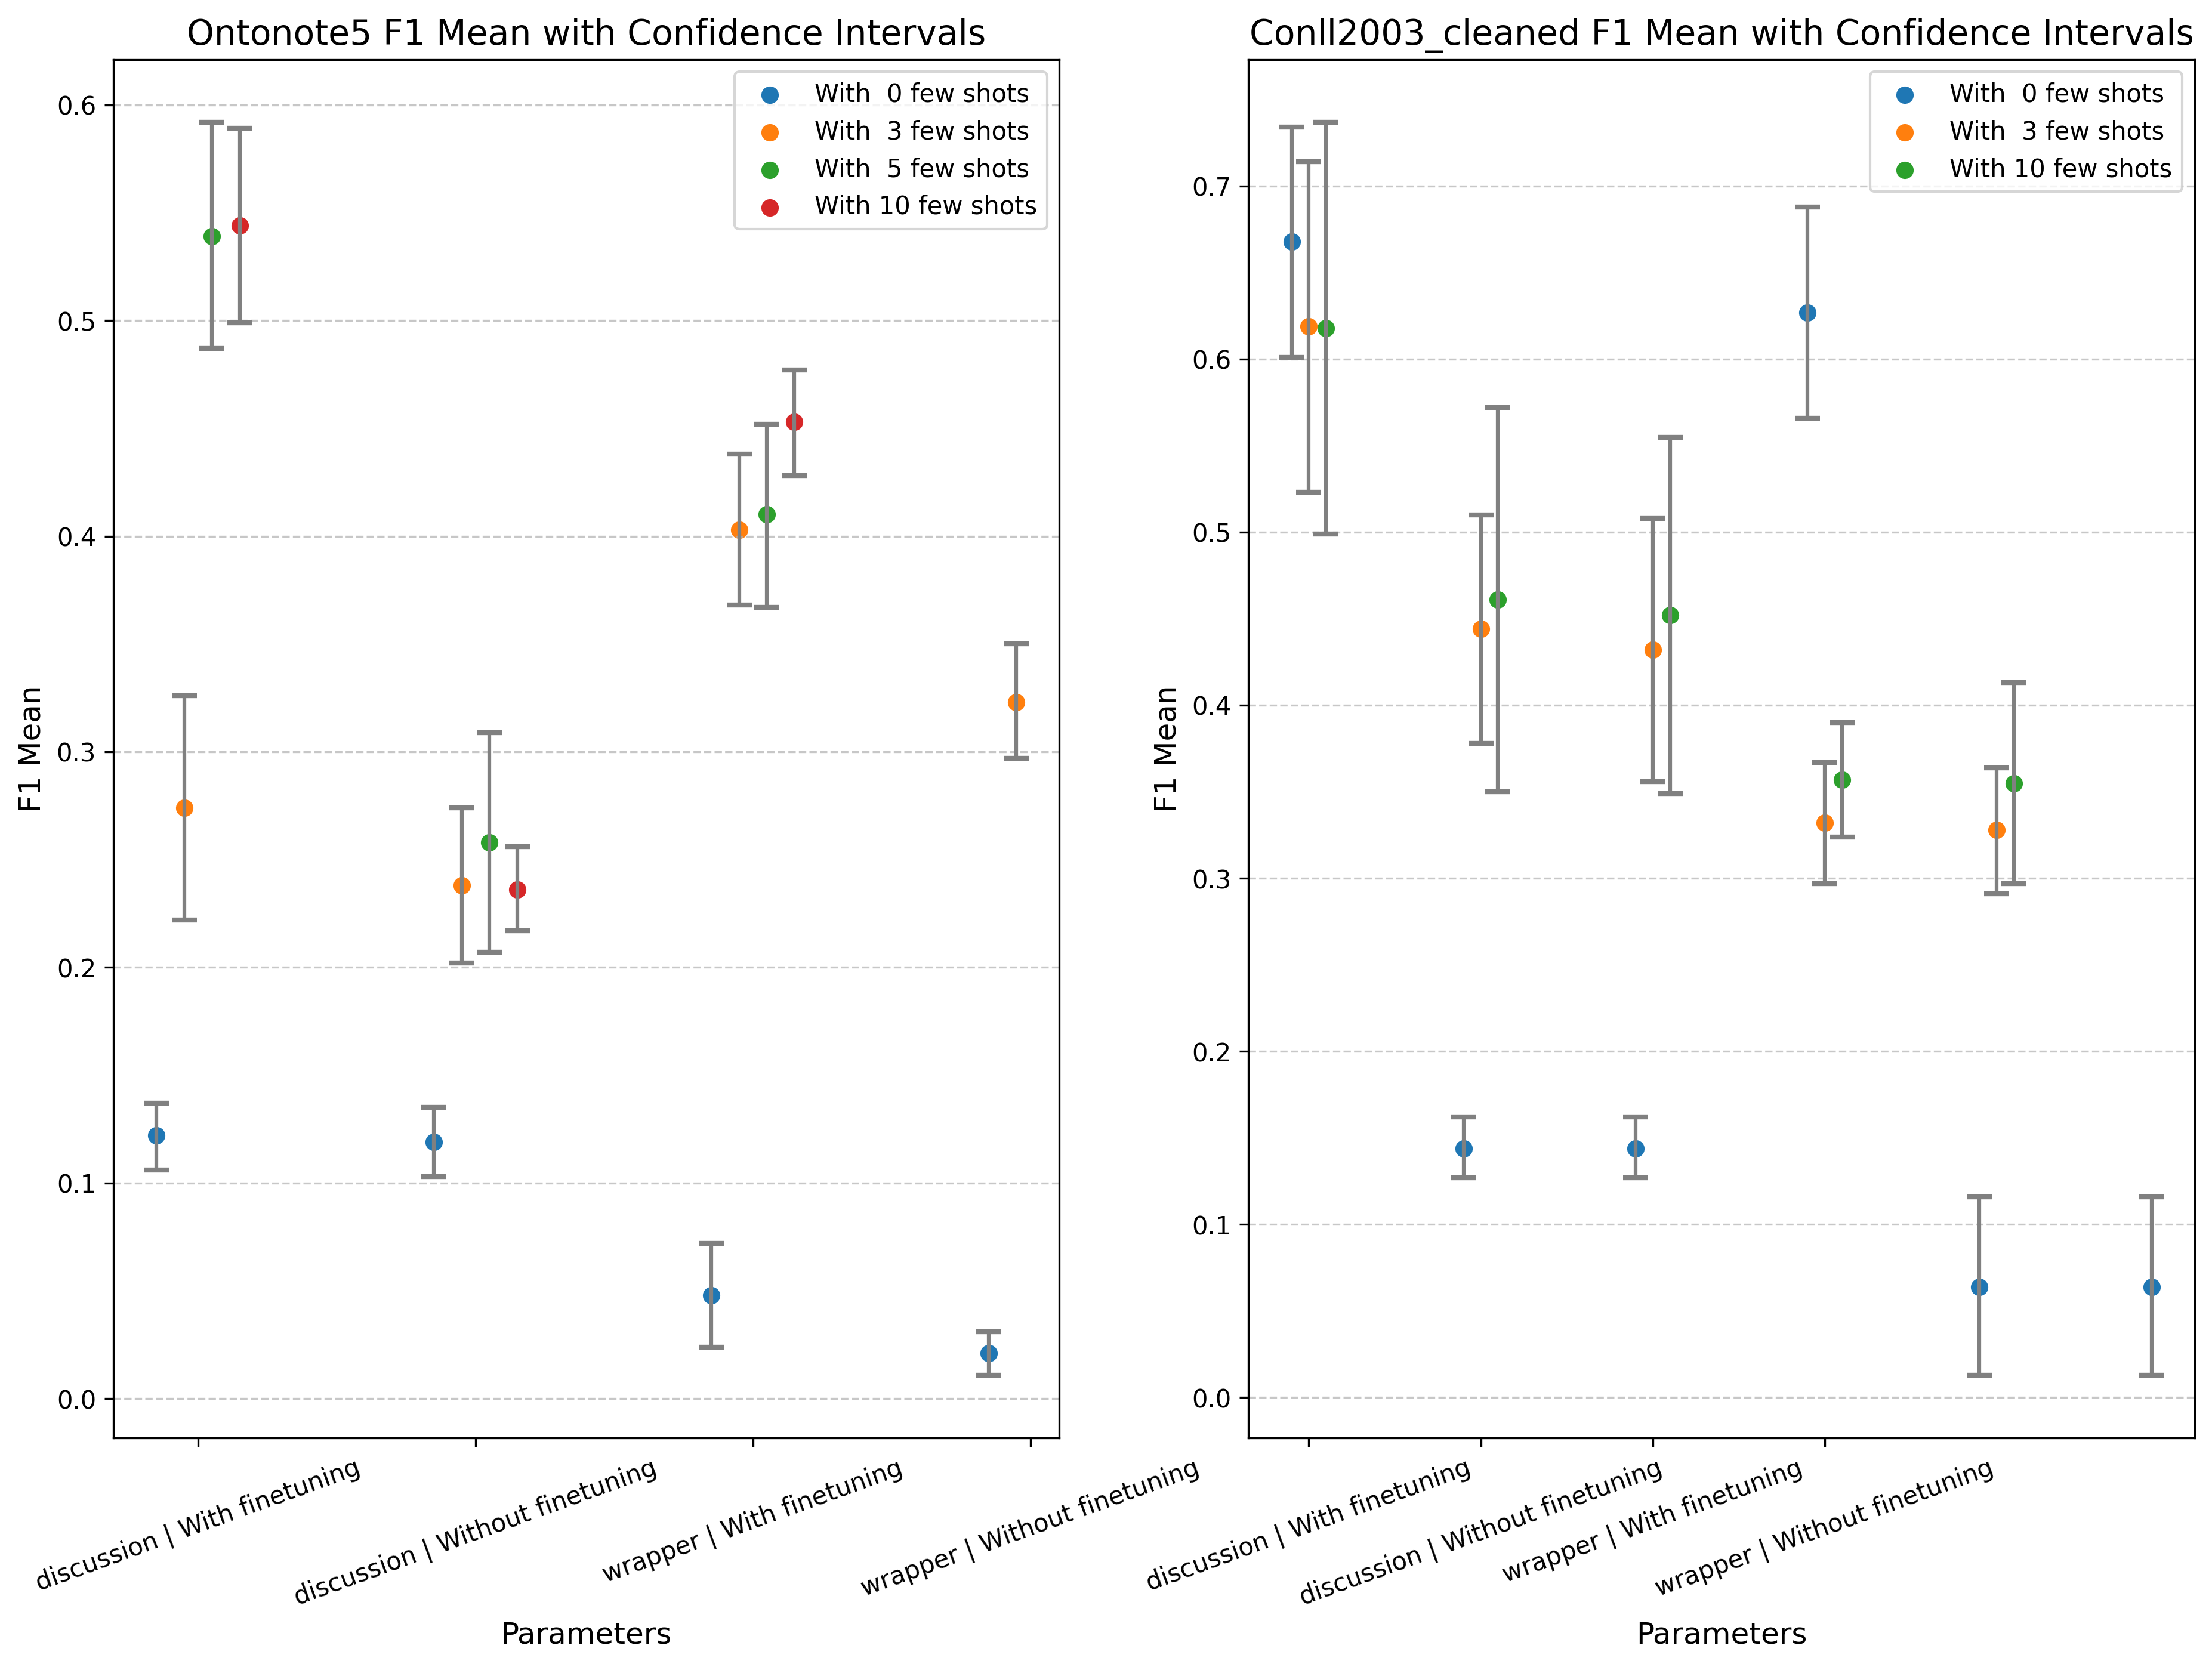 Ontonote5 F1 Mean with Confidence Intervals
With  0 few shots
With  3 few shots
With  5 few shots
With 10 few shots
0.6
0.5
0.4
0.3
0.2
0.1
0.0
F1 Mean
discussion | With finetuning
discussion | Without finetuning
wrapper | With finetuning
wrapper | Without finetuning
Parameters
Conll2003_cleaned F1 Mean with Confidence Intervals
With  0 few shots
With  3 few shots
With 10 few shots
0.7
0.6
0.5
0.4
0.3
0.2
0.1
0.0
F1 Mean
discussion | With finetuning
discussion | Without finetuning
wrapper | With finetuning
wrapper | Without finetuning
Parameters